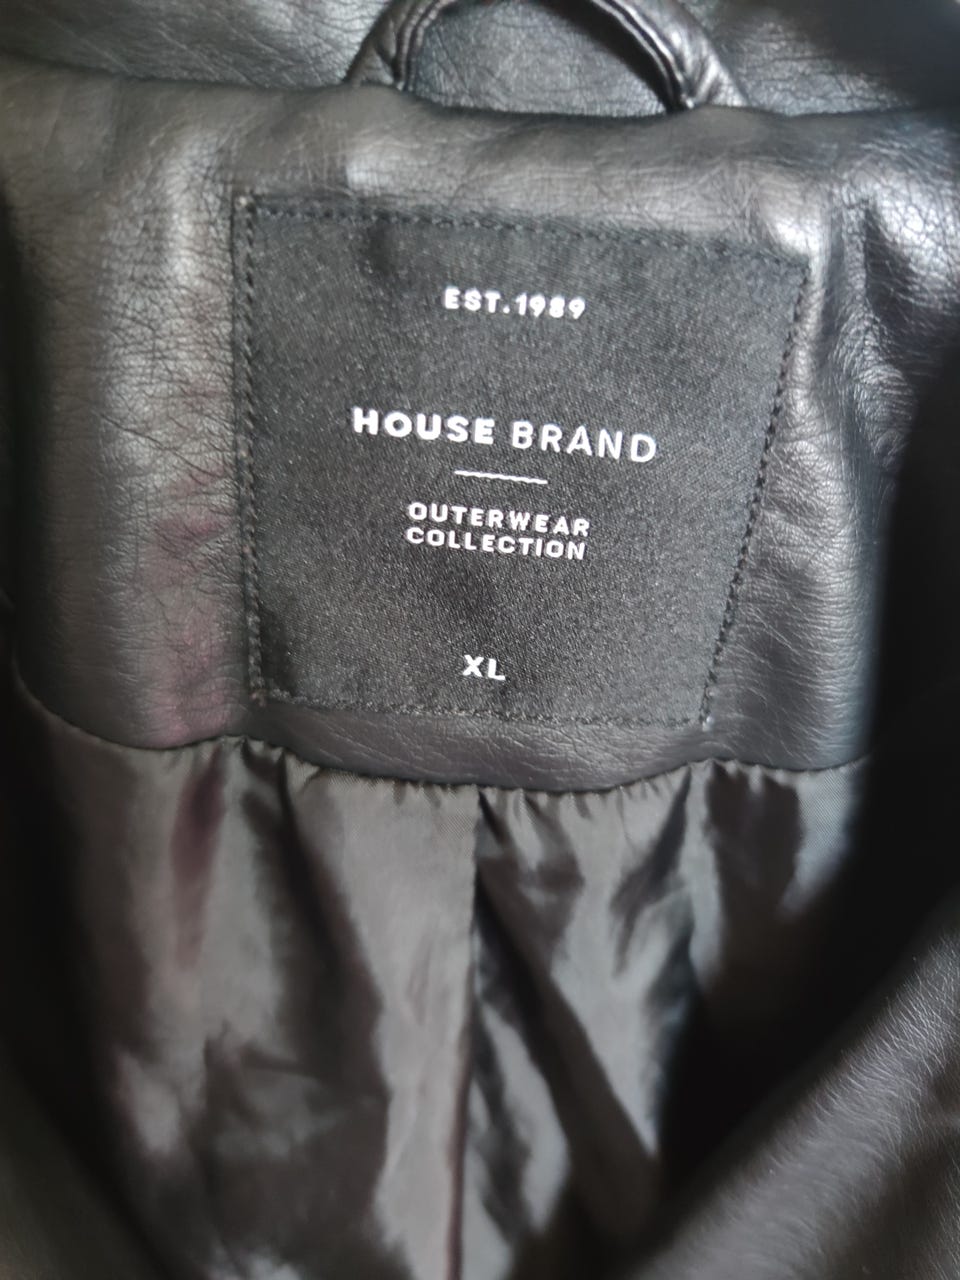 EST.1989
HOUSE BRAND
OUTERWEAR
COLLECTION
XL